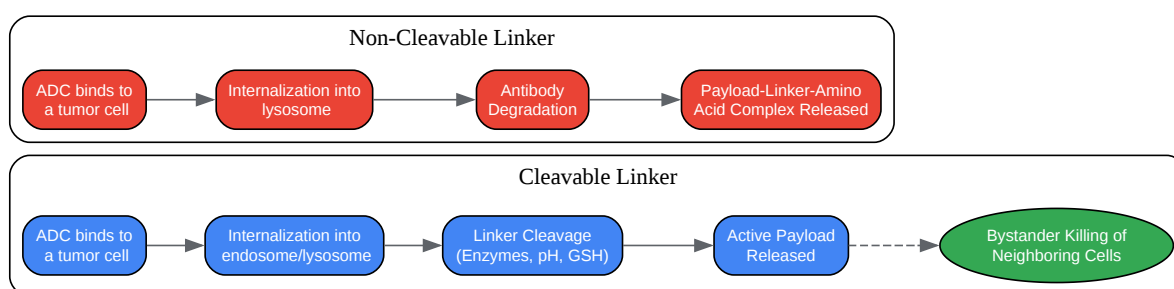 Non-Cleavable Linker
ADC binds to
a tumor cell
Internalization into
lysosome
Antibody
Degradation
Payload-Linker-Amino
Acid Complex Released
Cleavable Linker
ADC binds to
a tumor cell
Internalization into
endosome/lysosome
Linker Cleavage
(Enzymes, pH, GSH)
Active Payload
Released
Bystander Killing of
Neighboring Cells